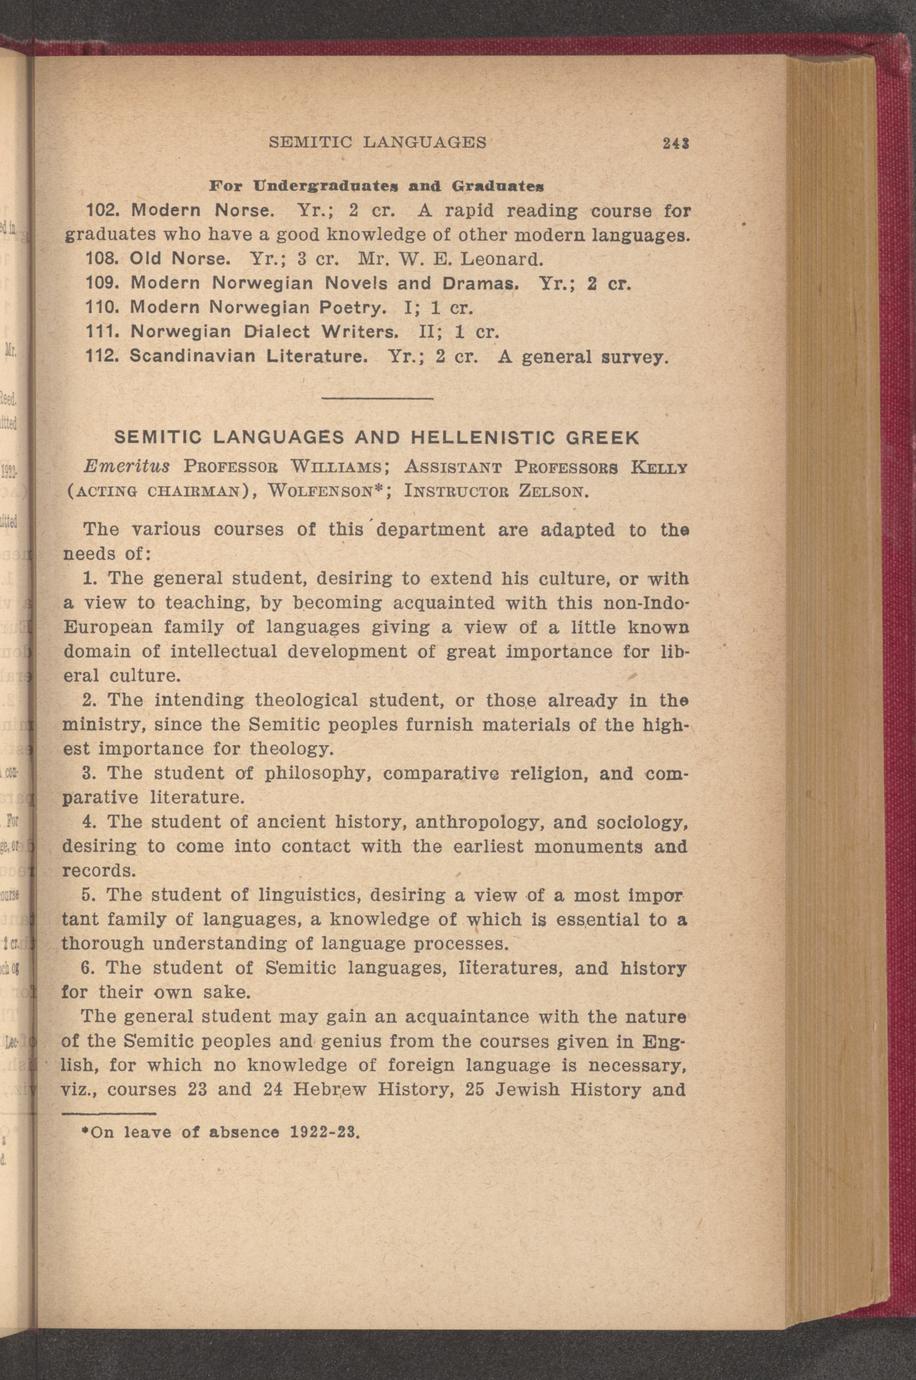 SEMITIC LANGUAGES 243
For Undergraduates and Graduates
102. Modern Norse. Yr.; 2 cr. A rapid reading course for
graduates who have a good knowledge of other modern languages.
108. Old Norse. Yr.; 3 cr. Mr. W. E. Leonard.
109. Modern Norwegian Novels and Dramas. Yr.; 2 cr.
110. Modern Norwegian Poetry. I; 1 cr.
111. Norwegian Dialect Writers. II; 1 cr.
112. Scandinavian Literature. Yr.; 2 cr. A general survey.
SEMITIC LANGUAGES AND HELLENISTIC GREEK
Emeritus PROFESSOR WILLIAMS; ASSISTANT PROFESSORS KELLY
(ACTING CHAIRMAN), WOLFENSON*; INSTRUCTOR ZELSON.
The various courses of this department are adapted to the
needs of:
1. The general student, desiring to extend his culture, or with
a view to teaching, by becoming acquainted with this non-Indo-
European family of languages giving a view of a little known
domain of intellectual development of great importance for lib-
eral culture.
2. The intending theological student, or those already in the
ministry, since the Semitic peoples furnish materials of the high-
est importance for theology.
3. The student of philosophy, comparative religion, and com-
parative literature.
4. The student of ancient history, anthropology, and sociology,
desiring to come into contact with the earliest monuments and
records.
5. The student of linguistics, desiring a view of a most impor
tant family of languages, a knowledge of which is essential to a
thorough understanding of language processes.
6. The student of Semitic languages, literatures, and history
for their own sake.
The general student may gain an acquaintance with the nature
of the Semitic peoples and genius from the courses given in Eng-
lish, for which no knowledge of foreign language is necessary,
viz., courses 23 and 24 Hebrew History, 25 Jewish History and
*On leave of absence 1922-23.